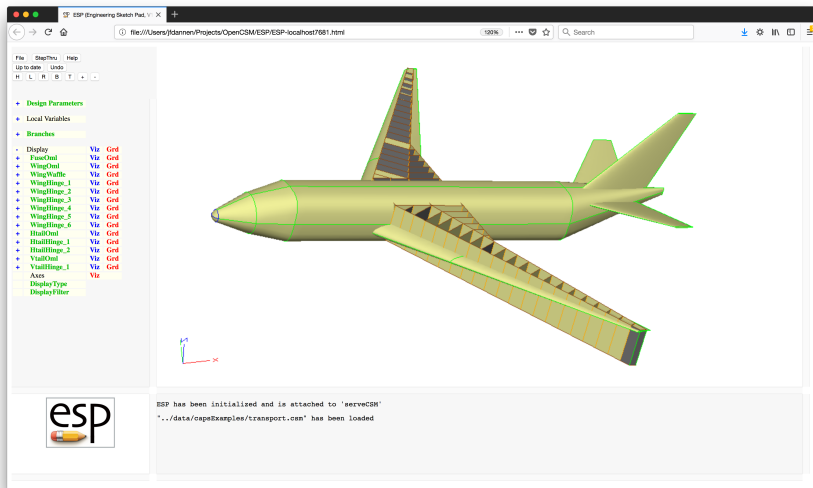 ESP (Engineering Sketch Pad, V
file:///Users/jfdannen/Projects/OpenCSM/ESP/ESP-localhost7681.html
120%
Search
File StepThru Help
Up to date Undo
H L R B T + -
+ Design Parameters
+ Local Variables
+ Branches
- Display Viz Grd
+ FuseOml Viz Grd
+ WingOml Viz Grd
+ WingWaffle Viz Grd
+ WingHinge_1 Viz Grd
+ WingHinge_2 Viz Grd
+ WingHinge_3 Viz Grd
+ WingHinge_4 Viz Grd
+ WingHinge_5 Viz Grd
+ WingHinge_6 Viz Grd
+ HtailOml Viz Grd
+ HtailHinge_1 Viz Grd
+ HtailHinge_2 Viz Grd
+ VtailOml Viz Grd
+ VtailHinge_1 Viz Grd
Axes Viz
DisplayType
DisplayFilter
X
esp
ESP has been initialized and is attached to 'serveCSM'
"../data/capsExamples/transport.csm" has been loaded